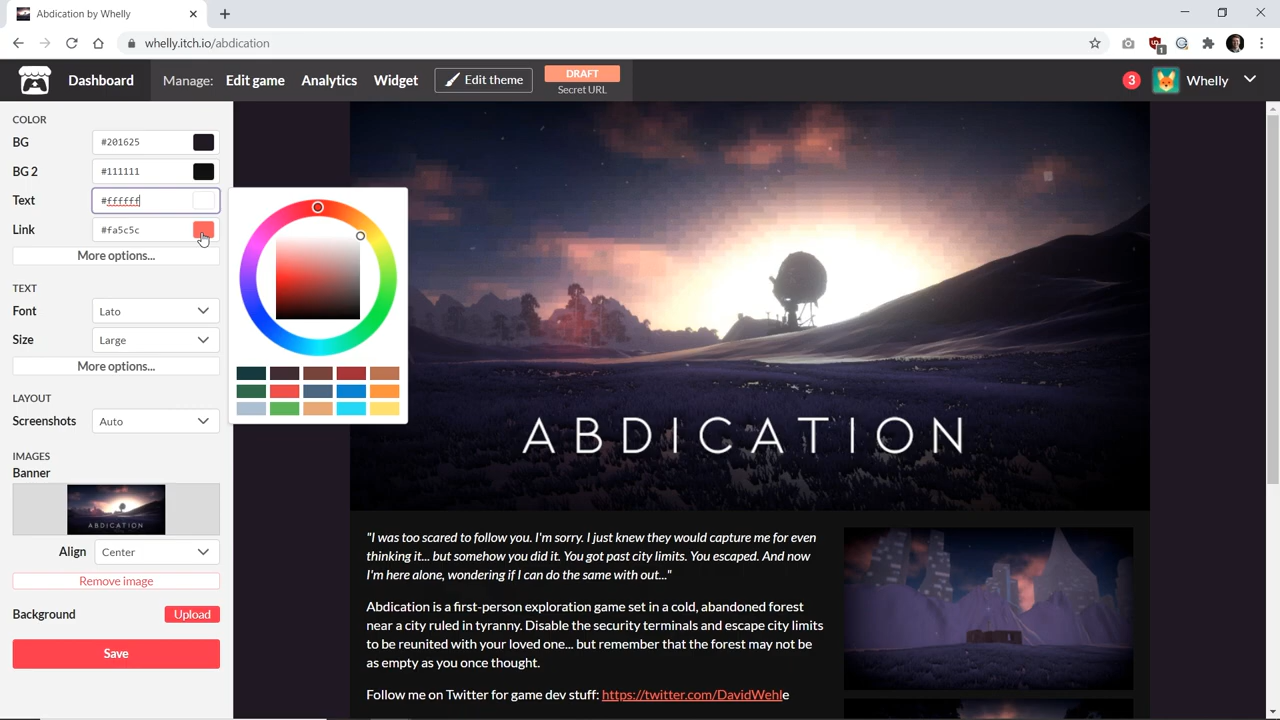 Abdication by Whelly
whelly.itch.io/abdication
1
Dashboard
Manage:
Edit game
Analytics
Widget
Edit theme
DRAFT
Secret URL
3
Whelly
COLOR
BG
#201625
BG 2
#111111
Text
#ffffff
Link
#fa5c5c
More options...
TEXT
Font
Lato
Size
Large
More options...
LAYOUT
Screenshots
Auto
IMAGES
Banner
ABDICATION
Align
Center
Remove image
Background
Upload
Save
ABDICATION
"I was too scared to follow you. I'm sorry. I just knew they would capture me for even
thinking it... but somehow you did it. You got past city limits. You escaped. And now
I'm here alone, wondering if I can do the same with out..."
Abdication is a first-person exploration game set in a cold, abandoned forest
near a city ruled in tyranny. Disable the security terminals and escape city limits
to be reunited with your loved one... but remember that the forest may not be
as empty as you once thought.
Follow me on Twitter for game dev stuff: https://twitter.com/DavidWehle